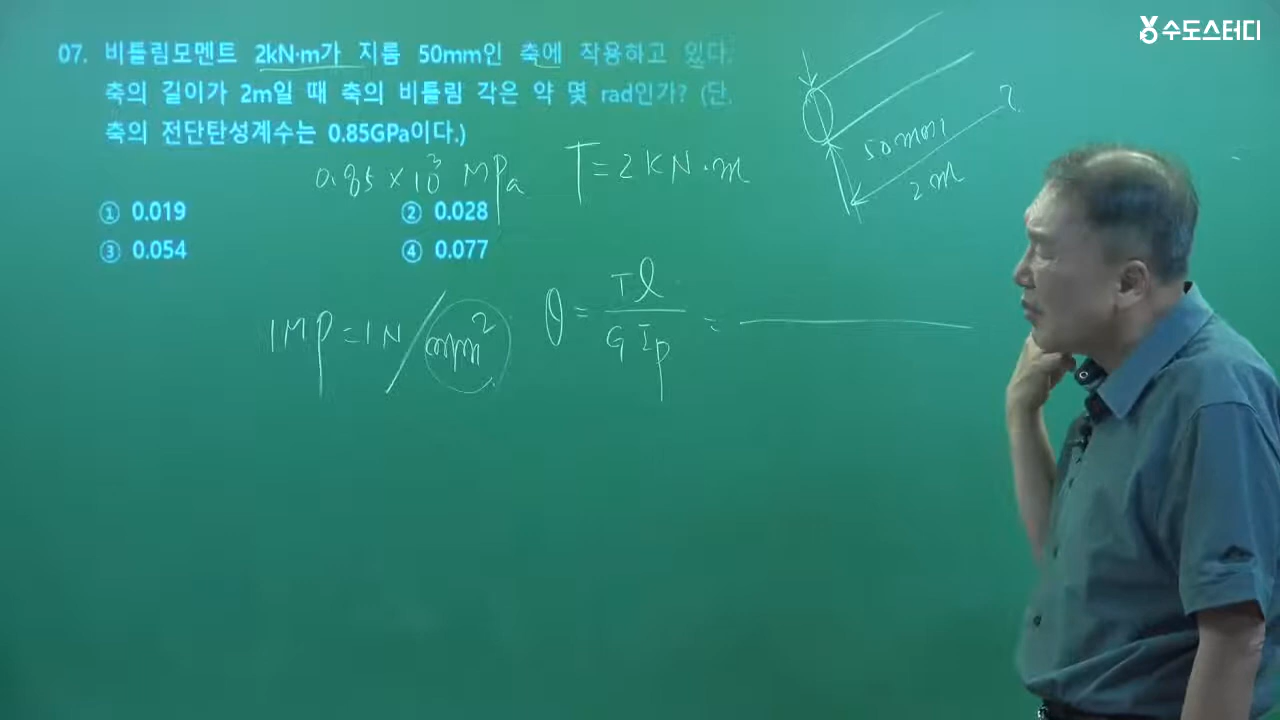 수도스터디
07. 비틀림모멘트 2kN·m가 지름 50mm인 축에 작용하고 있다.
축의 길이가 2m일 때 축의 비틀림 각은 약 몇 rad인가? (단,
축의 전단탄성계수는 0.85GPa이다.)
0.85 × 10³ MPa T = 2KN·m
50mm
2m
① 0.019 ② 0.028
③ 0.054 ④ 0.077
1MP = 1N/mm² θ = Tl / G Ip =